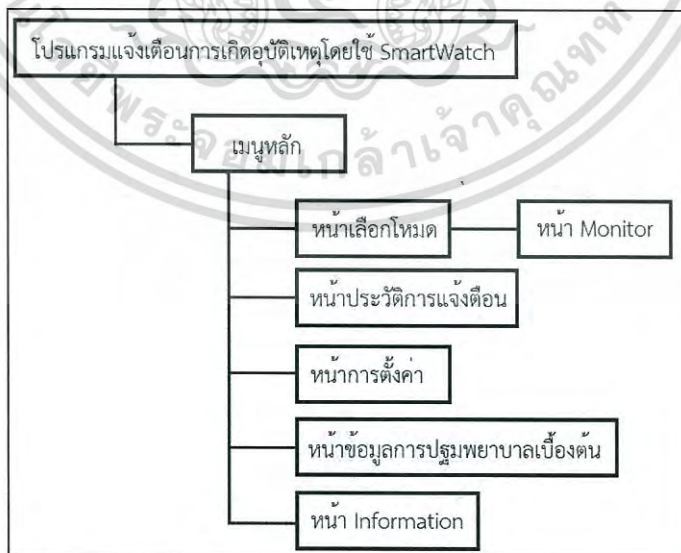 โปรแกรมแจ้งเตือนการเกิดอุบัติเหตุโดยใช้ SmartWatch
เมนูหลัก
หน้าเลือกโหมด
หน้า Monitor
หน้าประวัติการแจ้งตือน
หน้าการตั้งค่า
หน้าข้อมูลการปฐมพยาบาลเบื้องต้น
หน้า Information